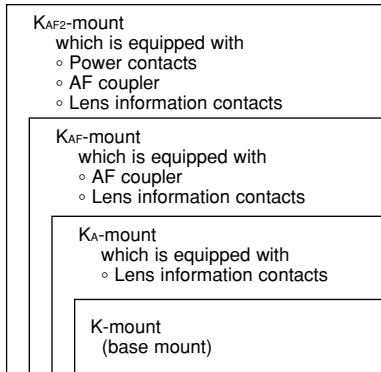 KAF2-mount
which is equipped with
◦ Power contacts
◦ AF coupler
◦ Lens information contacts
KAF-mount
which is equipped with
◦ AF coupler
◦ Lens information contacts
KA-mount
which is equipped with
◦ Lens information contacts
K-mount
(base mount)